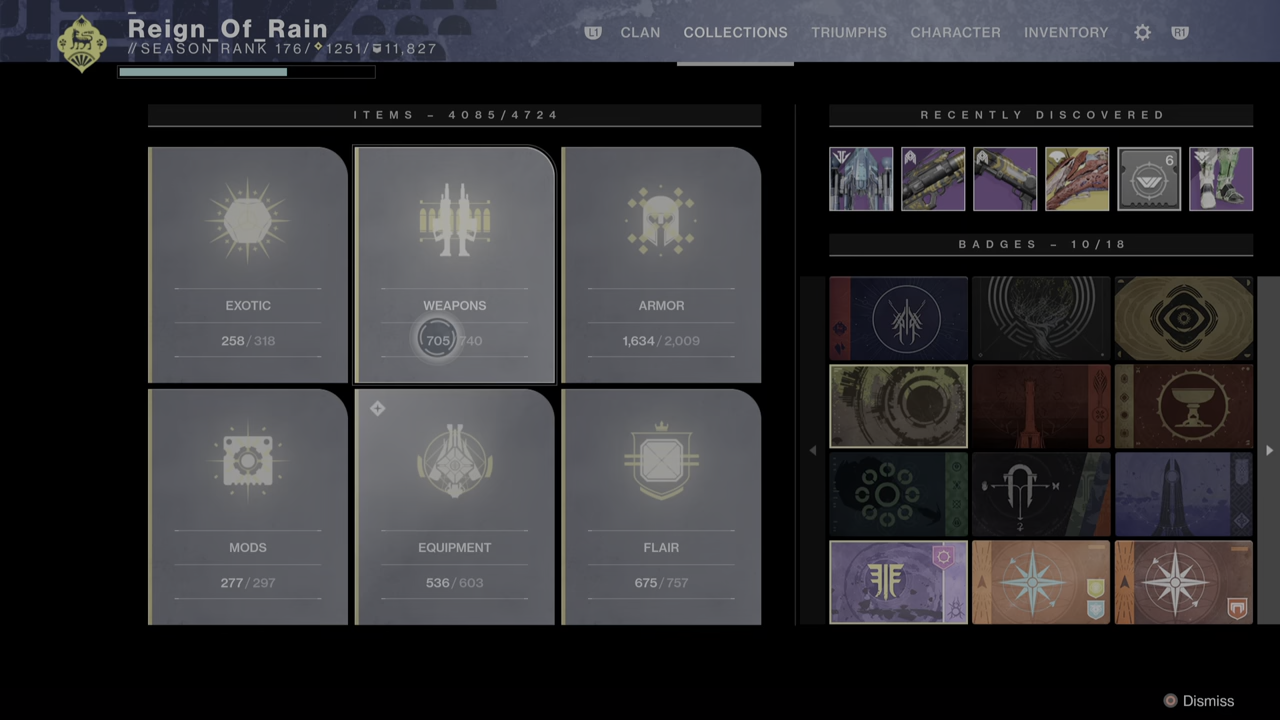 Reign_Of_Rain
// SEASON RANK 176/ 1251/ 11,827
L1 CLAN COLLECTIONS TRIUMPHS CHARACTER INVENTORY R1
ITEMS - 4085/4724
RECENTLY DISCOVERED
6
EXOTIC
258/318
WEAPONS
705/740
ARMOR
1,634/2,009
BADGES - 10/18
MODS
277/297
EQUIPMENT
536/603
FLAIR
675/757
Dismiss